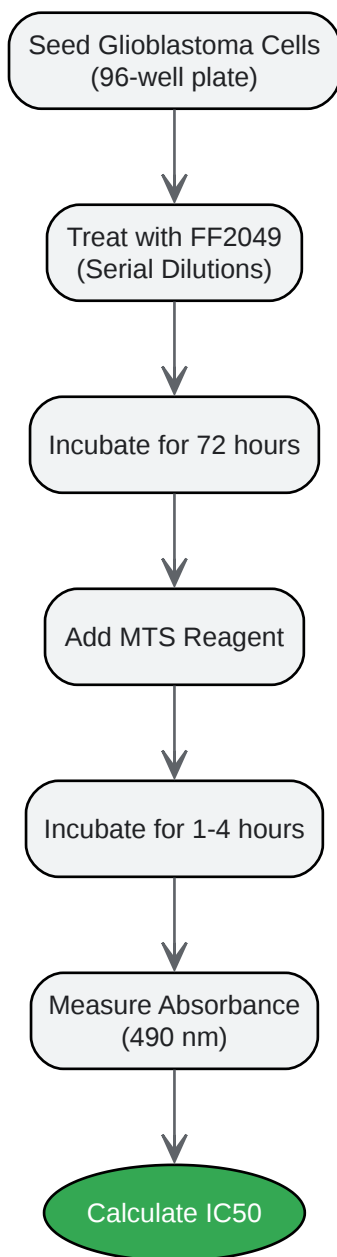 Seed Glioblastoma Cells
(96-well plate)
Treat with FF2049
(Serial Dilutions)
Incubate for 72 hours
Add MTS Reagent
Incubate for 1-4 hours
Measure Absorbance
(490 nm)
Calculate IC50